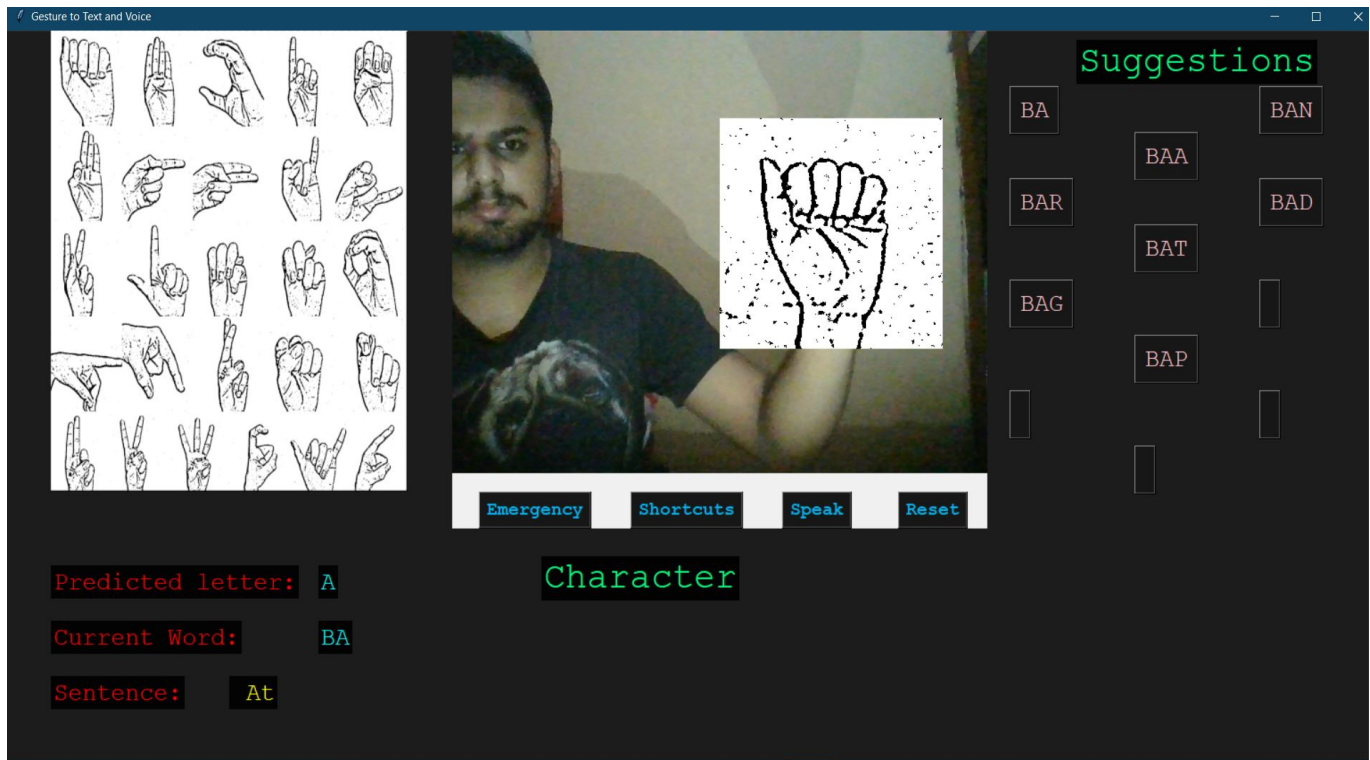 Gesture to Text and Voice
Suggestions
BA
BAN
BAA
BAR
BAD
BAT
BAG
BAP
Emergency
Shortcuts
Speak
Reset
Character
Predicted letter: A
Current Word: BA
Sentence: At